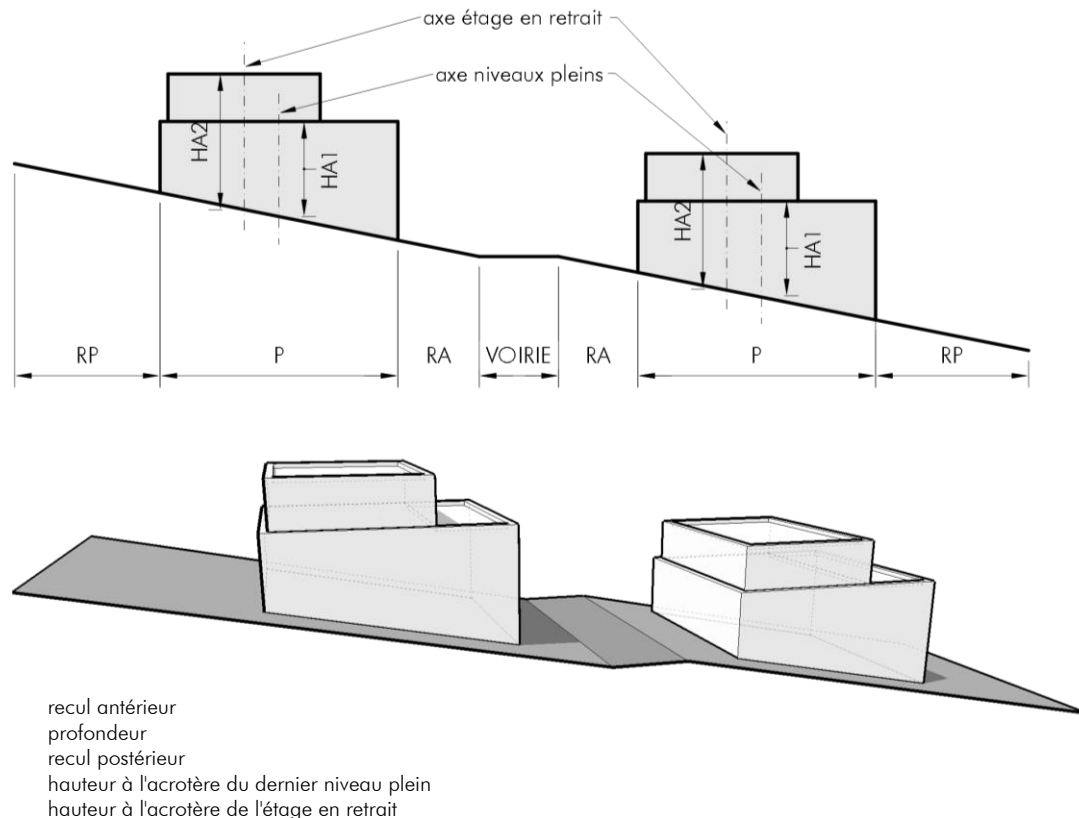 axe étage en retrait
axe niveaux pleins
HA2
HA1
HA2
HA1
RP P RA VOIRIE RA P RP
recul antérieur
profondeur
recul postérieur
hauteur à l'acrotère du dernier niveau plein
hauteur à l'acrotère de l'étage en retrait